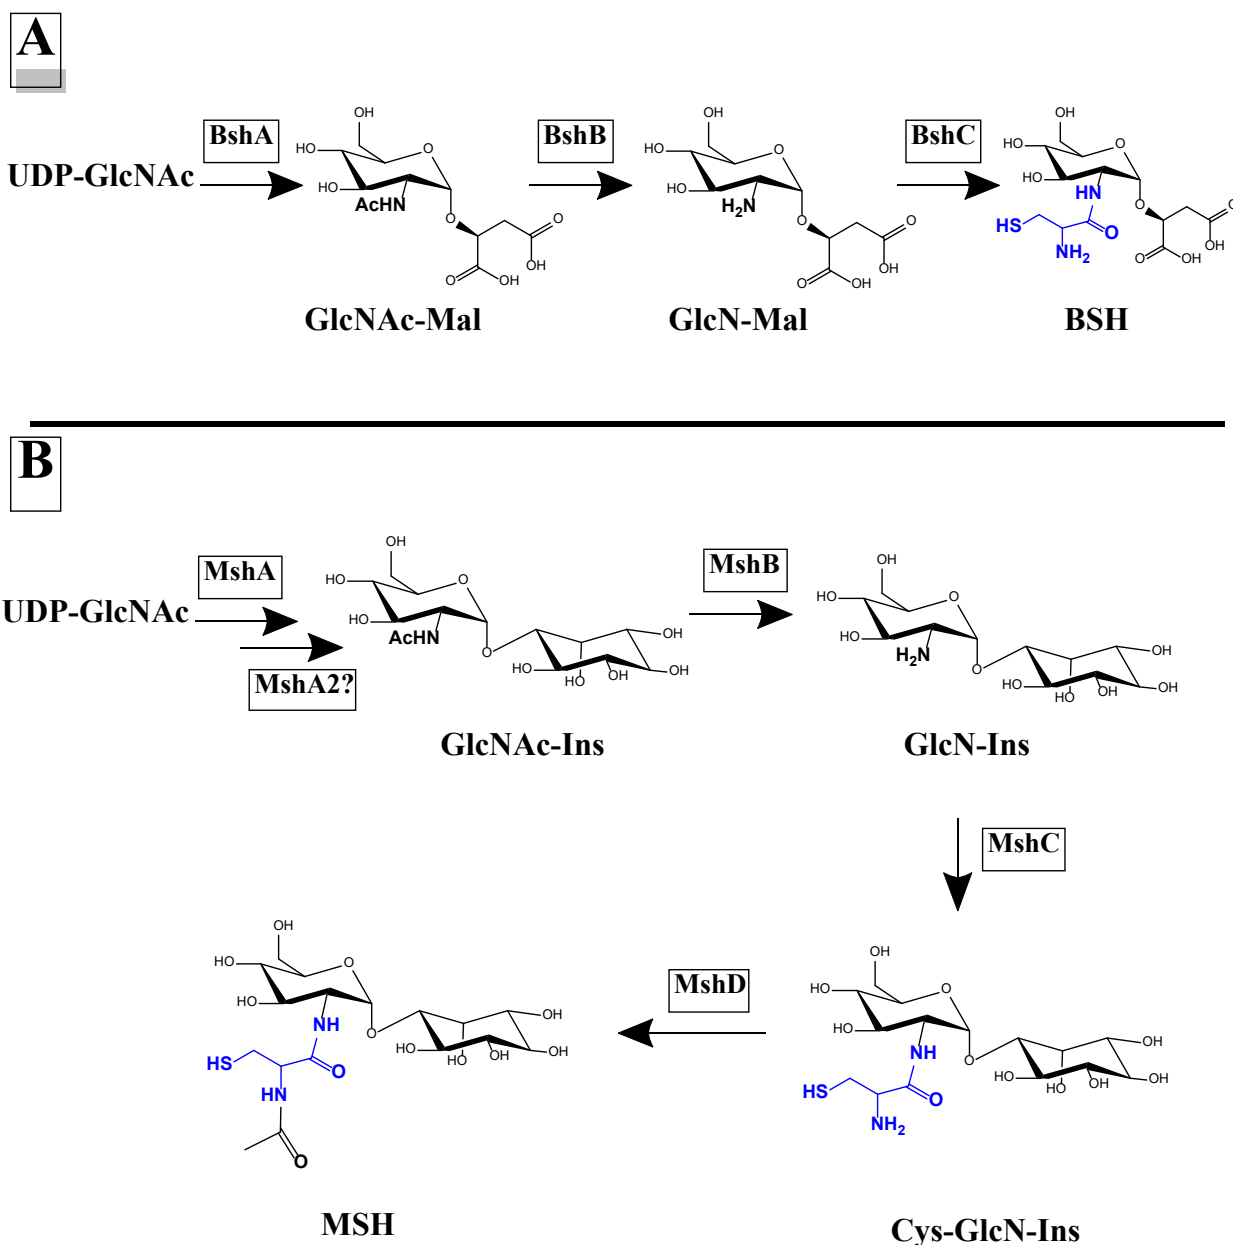 A
UDP-GlcNAc
BshA
OH
HO
O
HO
AcHN
O
O
OH
O
OH
GlcNAc-Mal
BshB
OH
HO
O
HO
H2N
O
O
OH
O
OH
GlcN-Mal
BshC
OH
HO
O
HO
HN
O
HS
O
NH2
O
OH
O
OH
BSH
B
UDP-GlcNAc
MshA
MshA2?
OH
HO
O
HO
AcHN
O
OH
HO
HO
OH
OH
GlcNAc-Ins
MshB
OH
HO
O
HO
H2N
O
OH
HO
HO
OH
OH
GlcN-Ins
MshC
OH
HO
O
HO
NH
O
OH
HO
HO
OH
OH
HS
O
NH2
Cys-GlcN-Ins
MshD
OH
HO
O
HO
NH
O
OH
HO
HO
OH
OH
HS
O
HN
O
MSH